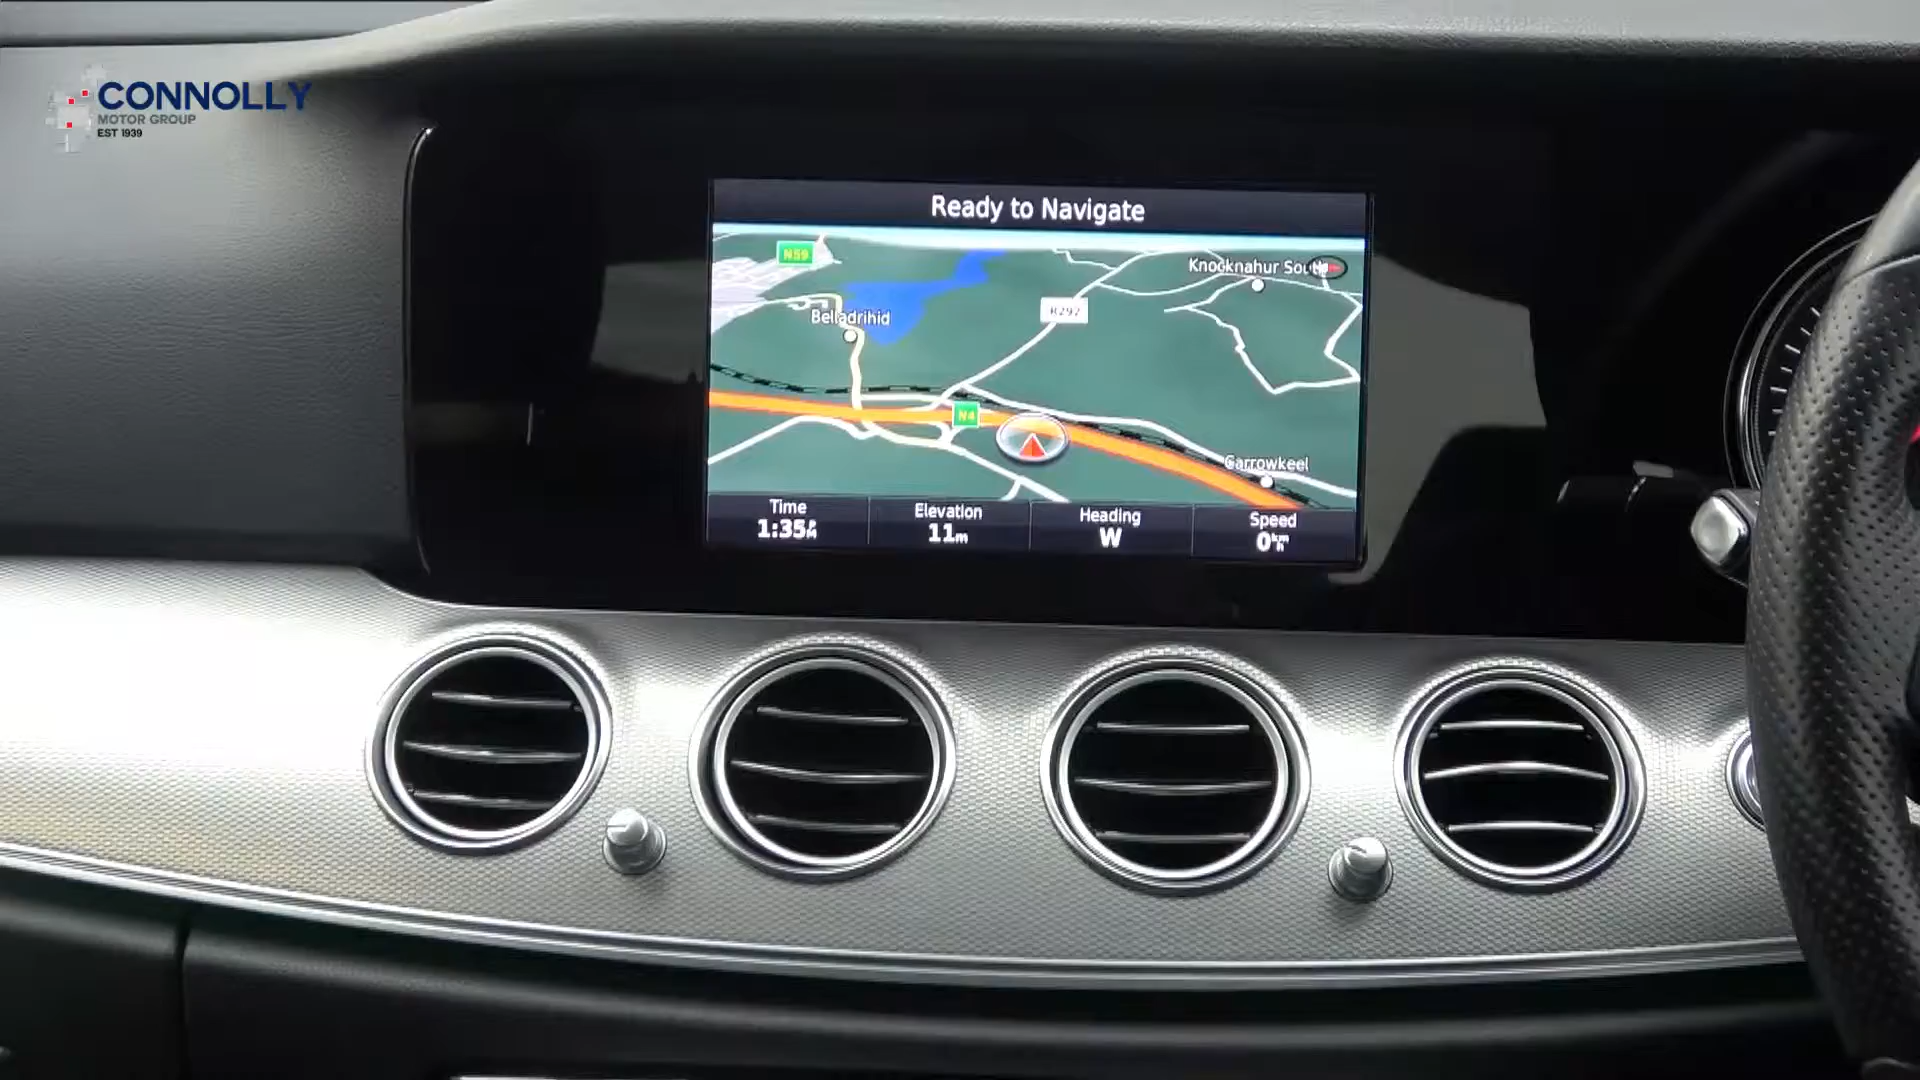 CONNOLLY
MOTOR GROUP
EST 1939
Ready to Navigate
N59
Knocknahur South
R292
Belladrihid
N4
Carrowkeel
Time
1:35
Elevation
11m
Heading
W
Speed
0